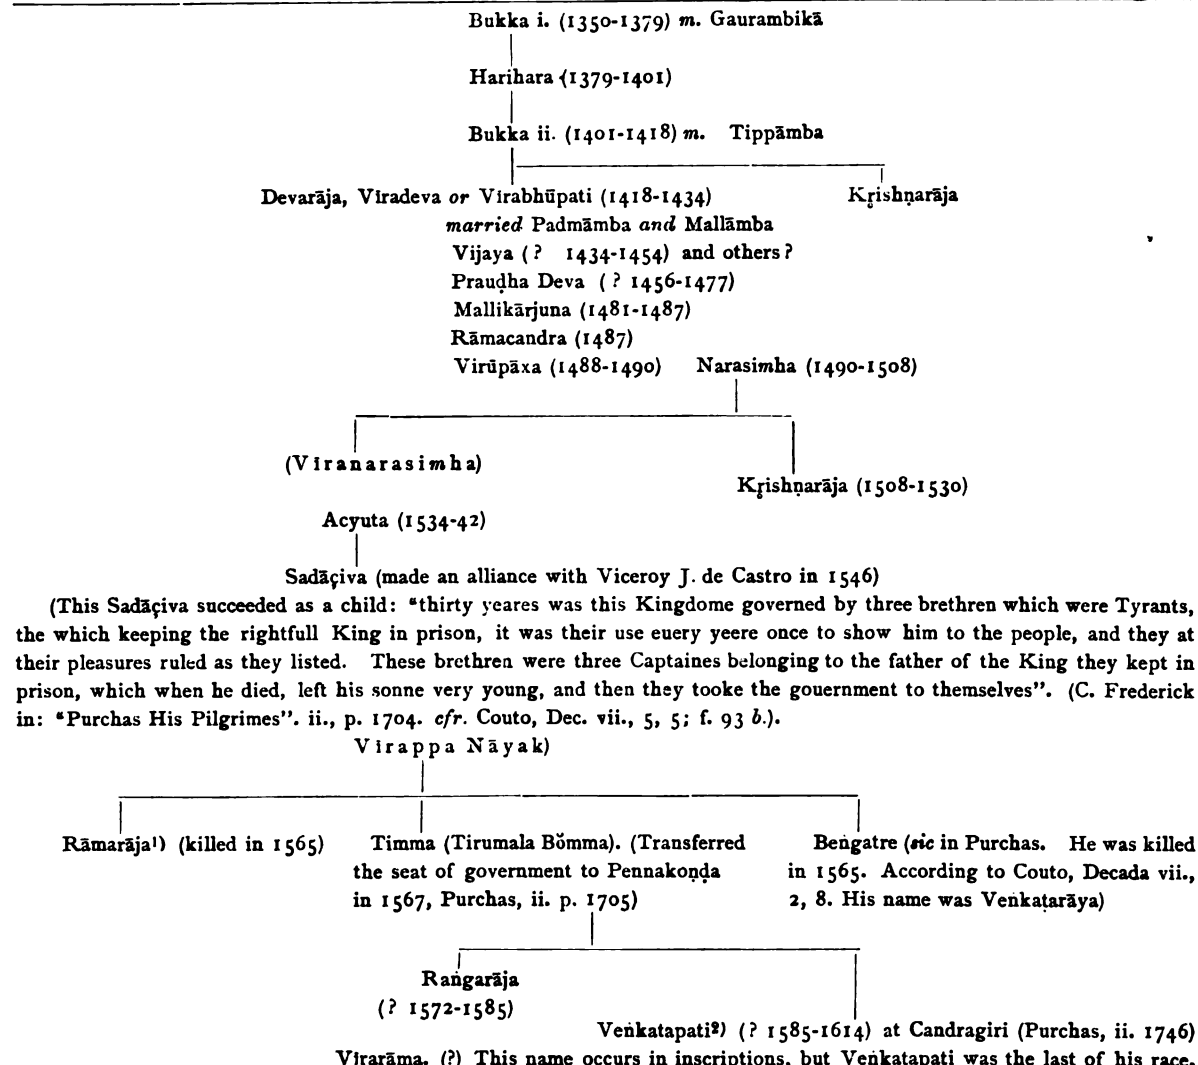 Bukka i. (1350-1379) m. Gaurambikā
Harihara (1379-1401)
Bukka ii. (1401-1418) m. Tippāmba
Devarāja, Vīradeva or Vīrabhūpati (1418-1434) Kṛishṇarāja
married Padmāmba and Mallāmba
Vijaya (? 1434-1454) and others?
Prauḍha Deva (? 1456-1477)
Mallikārjuna (1481-1487)
Rāmacandra (1487)
Virūpāxa (1488-1490) Narasimha (1490-1508)
(Vīranarasimha)
Kṛishṇarāja (1508-1530)
Acyuta (1534-42)
Sadāçiva (made an alliance with Viceroy J. de Castro in 1546)
(This Sadāçiva succeeded as a child: “thirty yeares was this Kingdome governed by three brethren which were Tyrants,
the which keeping the rightfull King in prison, it was their use euery yeere once to show him to the people, and they at
their pleasures ruled as they listed. These brethren were three Captaines belonging to the father of the King they kept in
prison, which when he died, left his sonne very young, and then they tooke the gouernment to themselves”. (C. Frederick
in: “Purchas His Pilgrimes”. ii., p. 1704. cfr. Couto, Dec. vii., 5, 5; f. 93 b.).
Vīrappa Nāyak)
Rāmarāja¹) (killed in 1565) Timma (Tirumala Bŏmma). (Transferred Beṅgatre (sic in Purchas. He was killed
the seat of government to Pennakoṇḍa in 1565. According to Couto, Decada vii.,
in 1567, Purchas, ii. p. 1705) 2, 8. His name was Veṅkaṭarāya)
Raṅgarāja
(? 1572-1585)
Veṅkatapati²) (? 1585-1614) at Candragiri (Purchas, ii. 1746)
Vīrarāma. (?) This name occurs in inscriptions, but Veṅkatapati was the last of his race.